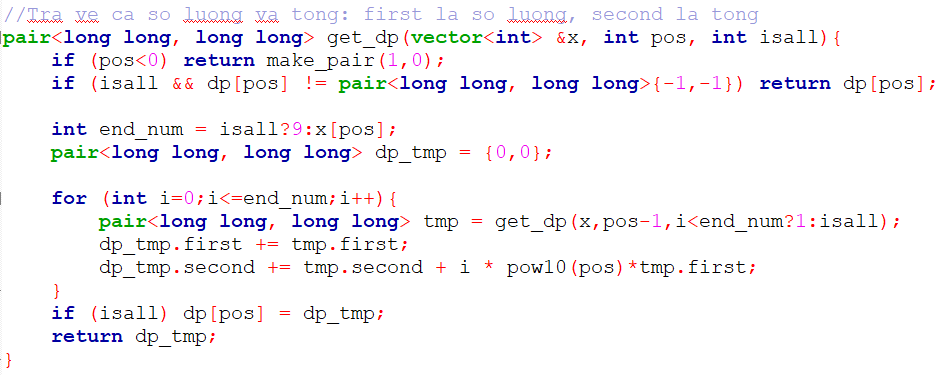 //Tra ve ca so luong va tong: first la so luong, second la tong
pair<long long, long long> get_dp(vector<int> &x, int pos, int isall){
    if (pos<0) return make_pair(1,0);
    if (isall && dp[pos] != pair<long long, long long>{-1,-1}) return dp[pos];

    int end_num = isall?9:x[pos];
    pair<long long, long long> dp_tmp = {0,0};

    for (int i=0;i<=end_num;i++){
        pair<long long, long long> tmp = get_dp(x,pos-1,i<end_num?1:isall);
        dp_tmp.first += tmp.first;
        dp_tmp.second += tmp.second + i * pow10(pos)*tmp.first;
    }
    if (isall) dp[pos] = dp_tmp;
    return dp_tmp;
}